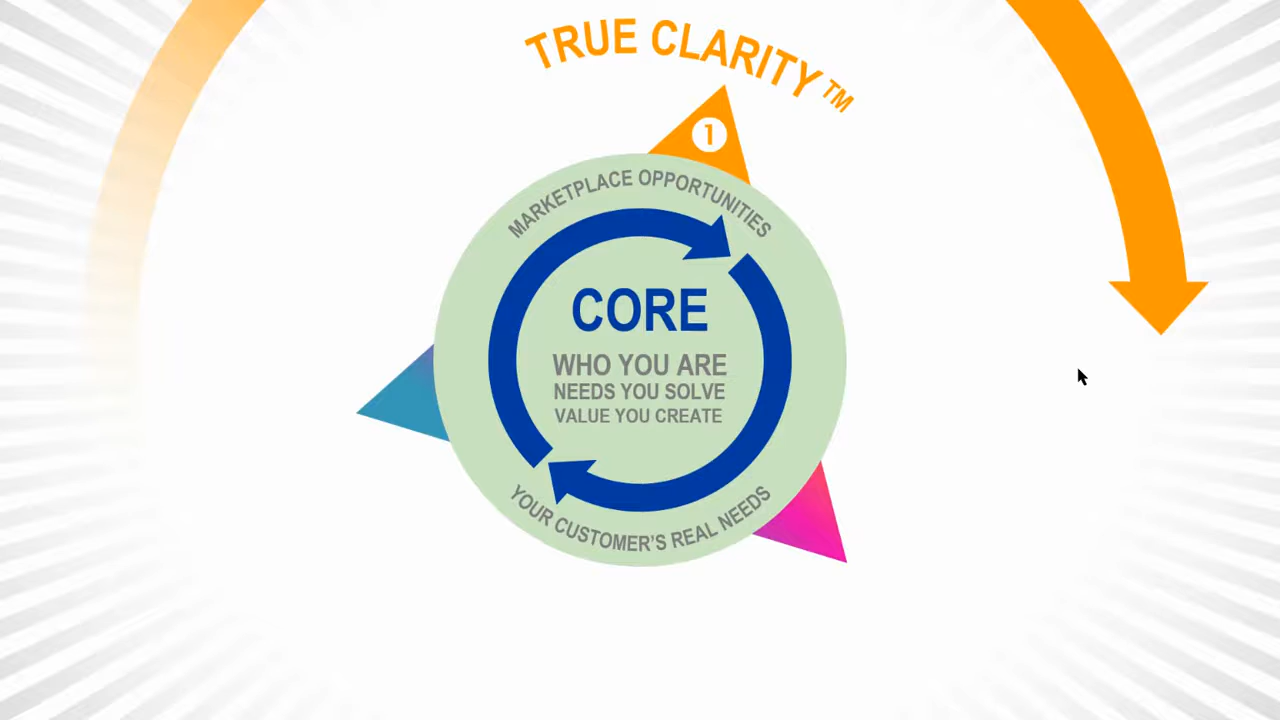 TRUE CLARITY™
1
MARKETPLACE OPPORTUNITIES
CORE
WHO YOU ARE
NEEDS YOU SOLVE
VALUE YOU CREATE
YOUR CUSTOMER'S REAL NEEDS